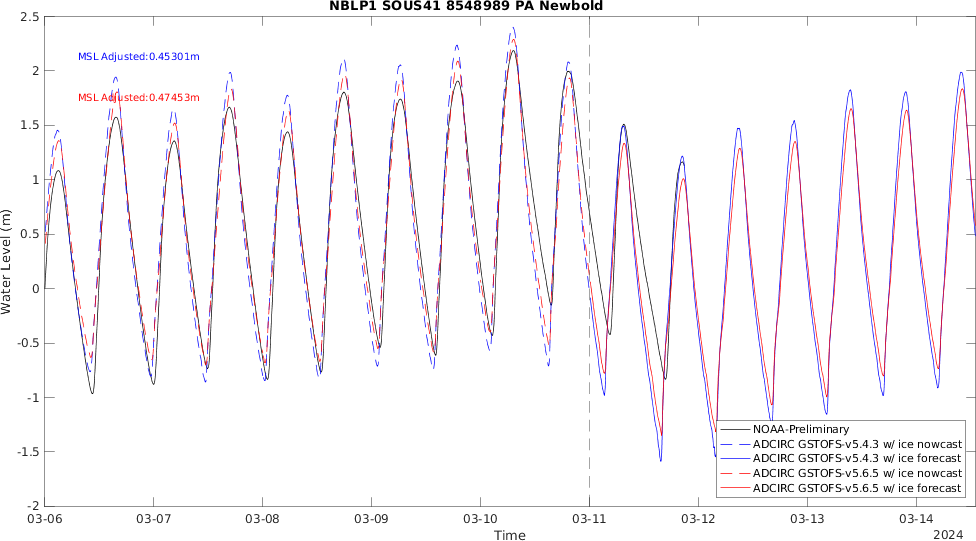 NBLP1 SOUS41 8548989 PA Newbold
2.5
2
1.5
1
0.5
0
-0.5
-1
-1.5
-2
Water Level (m)
MSL Adjusted:0.45301m
MSL Adjusted:0.47453m
NOAA-Preliminary
ADCIRC GSTOFS-v5.4.3 w/ ice nowcast
ADCIRC GSTOFS-v5.4.3 w/ ice forecast
ADCIRC GSTOFS-v5.6.5 w/ ice nowcast
ADCIRC GSTOFS-v5.6.5 w/ ice forecast
03-06 03-07 03-08 03-09 03-10 03-11 03-12 03-13 03-14
Time
2024